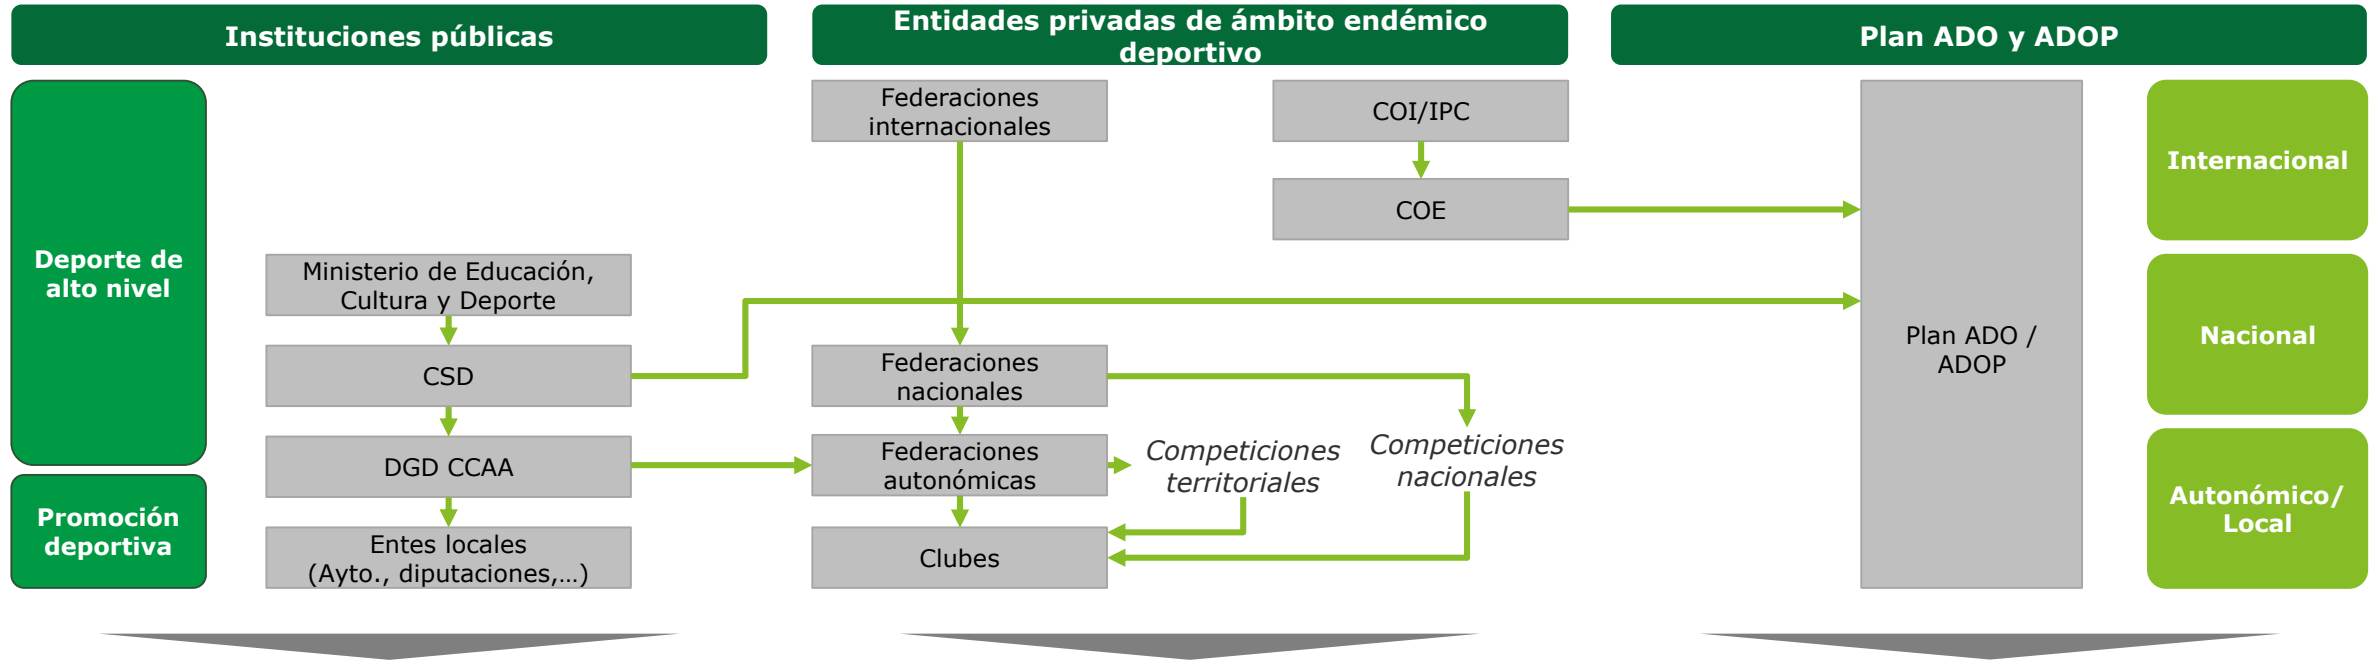 Instituciones públicas
Entidades privadas de ámbito endémico
deportivo
Plan ADO y ADOP
Deporte de
alto nivel
Promoción
deportiva
Ministerio de Educación,
Cultura y Deporte
CSD
DGD CCAA
Entes locales
(Ayto., diputaciones,...)
Federaciones
internacionales
COI/IPC
COE
Federaciones
nacionales
Federaciones
autonómicas
Clubes
Competiciones
territoriales
Competiciones
nacionales
Plan ADO /
ADOP
Internacional
Nacional
Autonómico/
Local